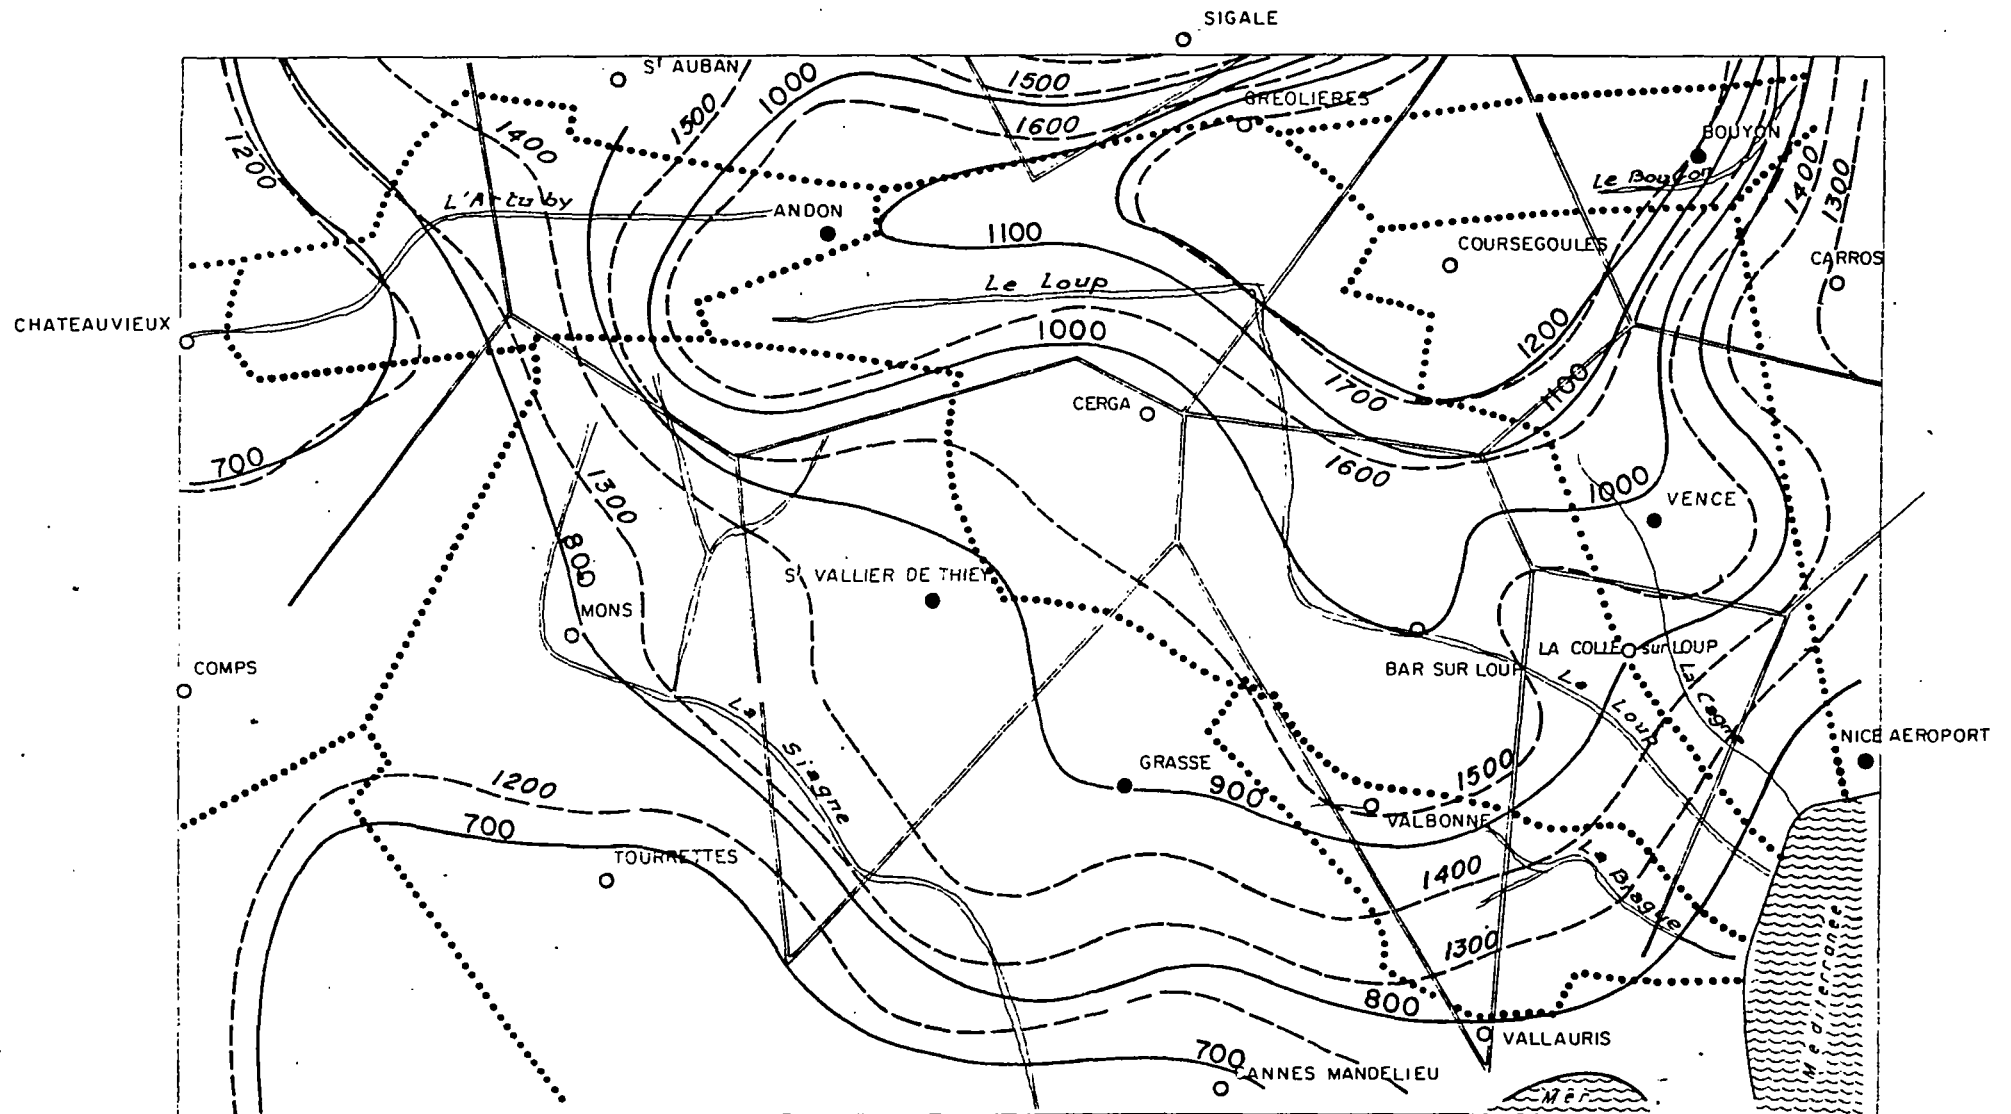 SIGALE
St AUBAN
1000
1500
1500
GREOLIERES
1400
1600
BOUYON
1200
Le Bouyon
1400
1300
L'Artuby
ANDON
1100
COURSEGOULES
CARROS
Le Loup
CHATEAUVIEUX
1000
1200
1700
1100
CERGA
700
1600
1300
1000
VENCE
800
St VALLIER DE THIEY
MONS
COMPS
LA COLLE sur LOUP
BAR SUR LOUP
La
Siagne
Le
Loup
La Cagne
NICE AEROPORT
GRASSE
1500
1200
900
VALBONNE
700
TOURRETTES
1400
La Brague
1300
800
Mediterranee
VALLAURIS
700
CANNES MANDELIEU
Mer